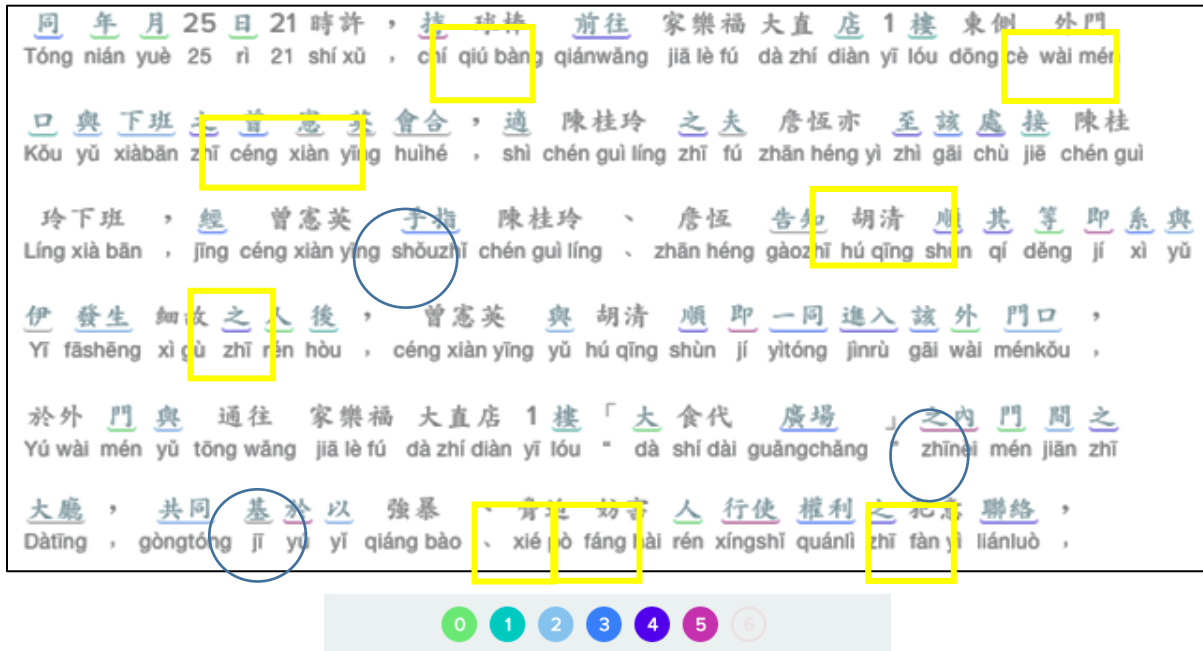 同 年 月 25 日 21 時許 ， 持 球棒 前往 家樂福 大直 店 1 樓 東側 外門
Tóng nián yuè 25 rì 21 shí xǔ ， chí qiú bàng qiánwǎng jiā lè fú dà zhí diàn yī lóu dōng cè wài mén
口 與 下班 之 曾 憲 英 會合 ， 適 陳桂玲 之 夫 詹恆亦 至 該 處 接 陳桂
Kǒu yǔ xiàbān zhī céng xiàn yīng huìhé ， shì chén guì líng zhī fú zhān héng yì zhì gāi chù jiē chén guì
玲下班 ， 經 曾憲英 手指 陳桂玲 、 詹恆 告知 胡清 順 其 等 即 系 與
Líng xià bān ， jīng céng xiàn yīng shǒuzhǐ chén guì líng 、 zhān héng gàozhī hú qīng shùn qí děng jí xì yǔ
伊 發生 細故 之 人 後 ， 曾憲英 與 胡清 順 即 一同 進入 該 外 門口 ，
Yī fāshēng xì gù zhī rén hòu ， céng xiàn yīng yǔ hú qīng shùn jí yìtóng jìnrù gāi wài ménkǒu ，
於外 門 與 通往 家樂福 大直店 1 樓 「 大 食代 廣場 」 之內 門 間 之
Yú wài mén yǔ tōng wǎng jiā lè fú dà zhí diàn yī lóu “ dà shí dài guǎngchǎng ” zhīnèi mén jiān zhī
大廳 ， 共同 基 於 以 強暴 、 脅迫 妨害 人 行使 權利 之 犯意 聯絡 ，
Dàtīng ， gòngtóng jī yú yǐ qiáng bào 、 xié pò fáng hài rén xíngshǐ quánlì zhī fàn yì liánluò ，
0 1 2 3 4 5 6